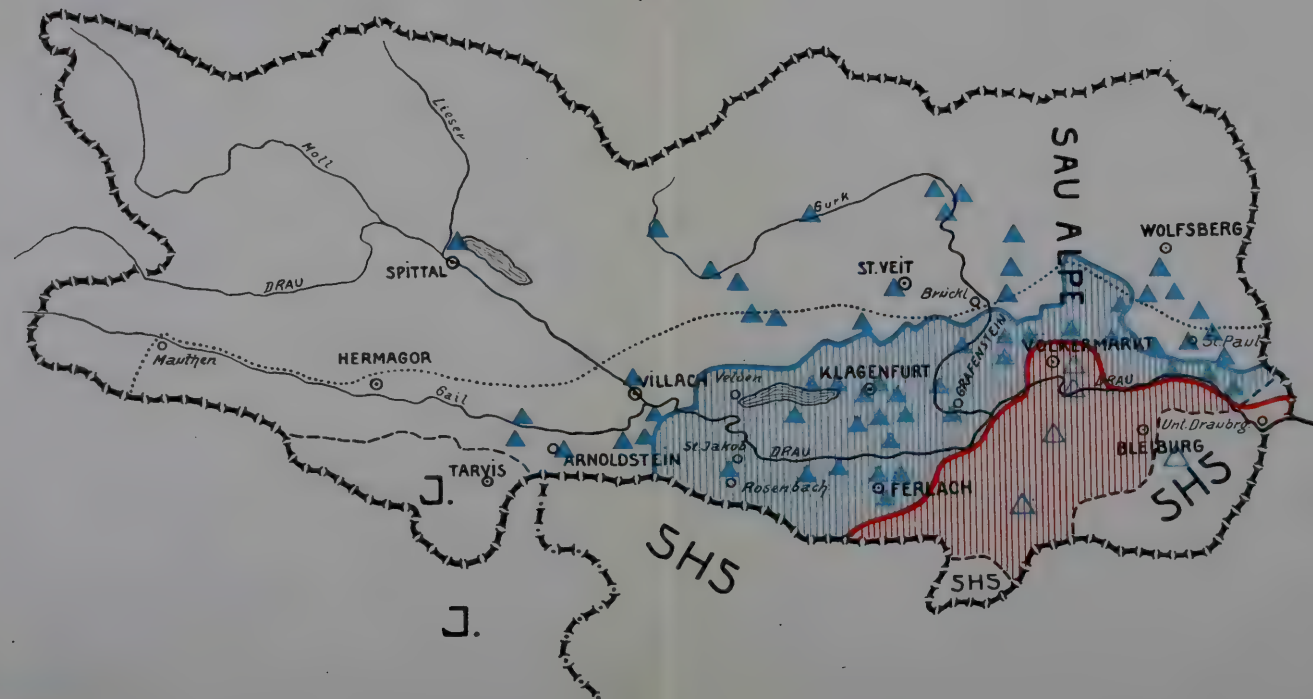 Lieser
Möll
SPITTAL
DRAU
Mauthen
HERMAGOR
Gail
TARVIS
J.
J.
ARNOLDSTEIN
VILLACH
Velden
St.Jakob
DRAU
Rosenbach
SHS
Gurk
ST.VEIT
Brückl
KLAGENFURT
GRAFENSTEIN
FERLACH
SAU ALPE
WOLFSBERG
St.Paul
VÖLKERMARKT
DRAU
Unt.Draubrg
BLEIBURG
SHS
SHS